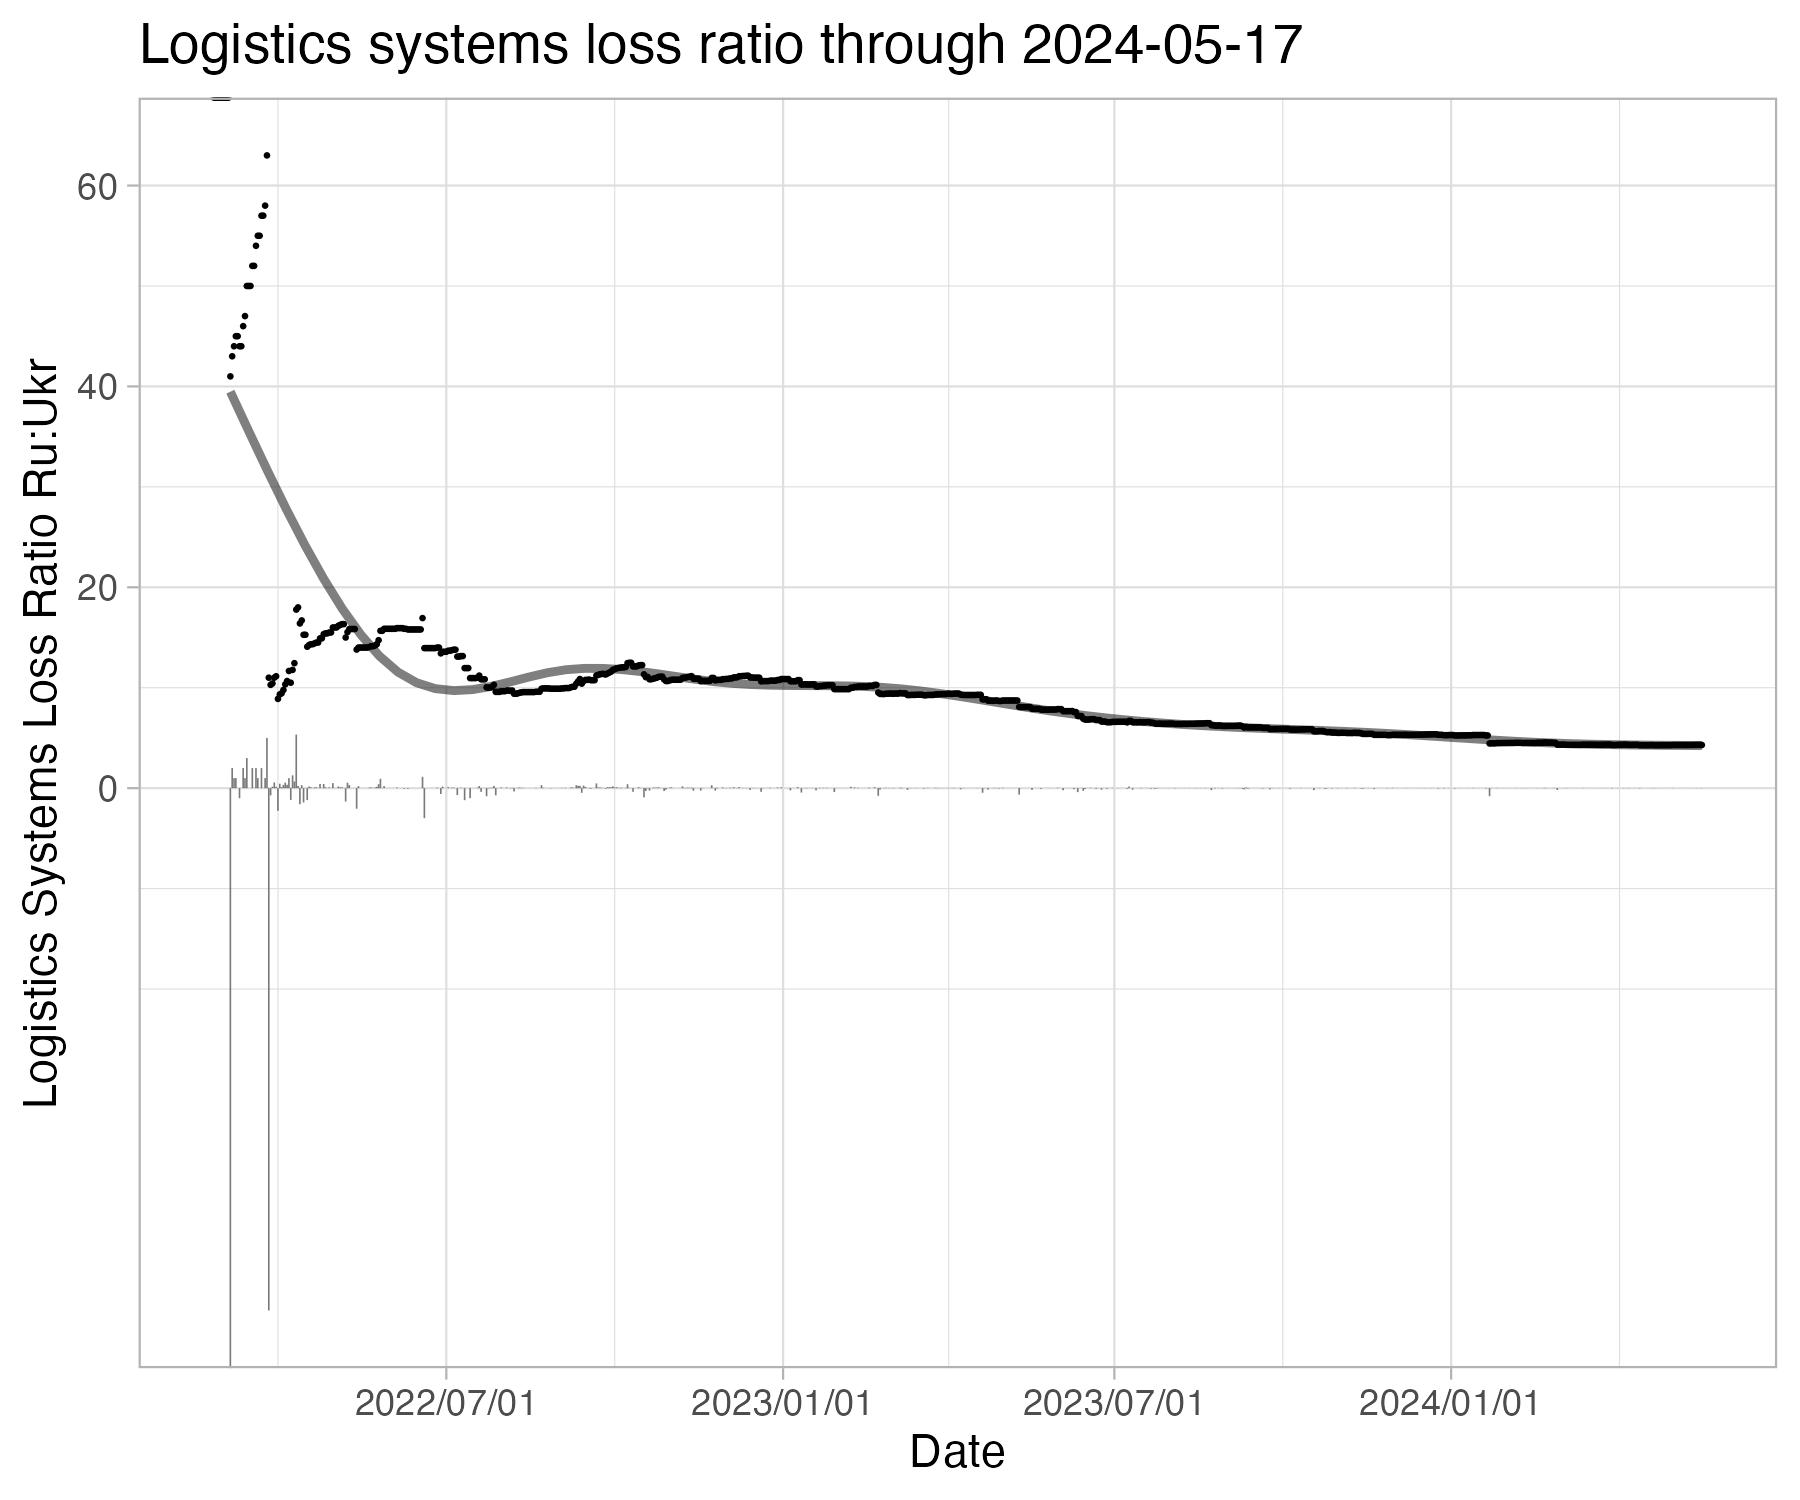 Logistics systems loss ratio through 2024-05-17
Logistics Systems Loss Ratio Ru:Ukr
60
40
20
0
2022/07/01
2023/01/01
2023/07/01
2024/01/01
Date